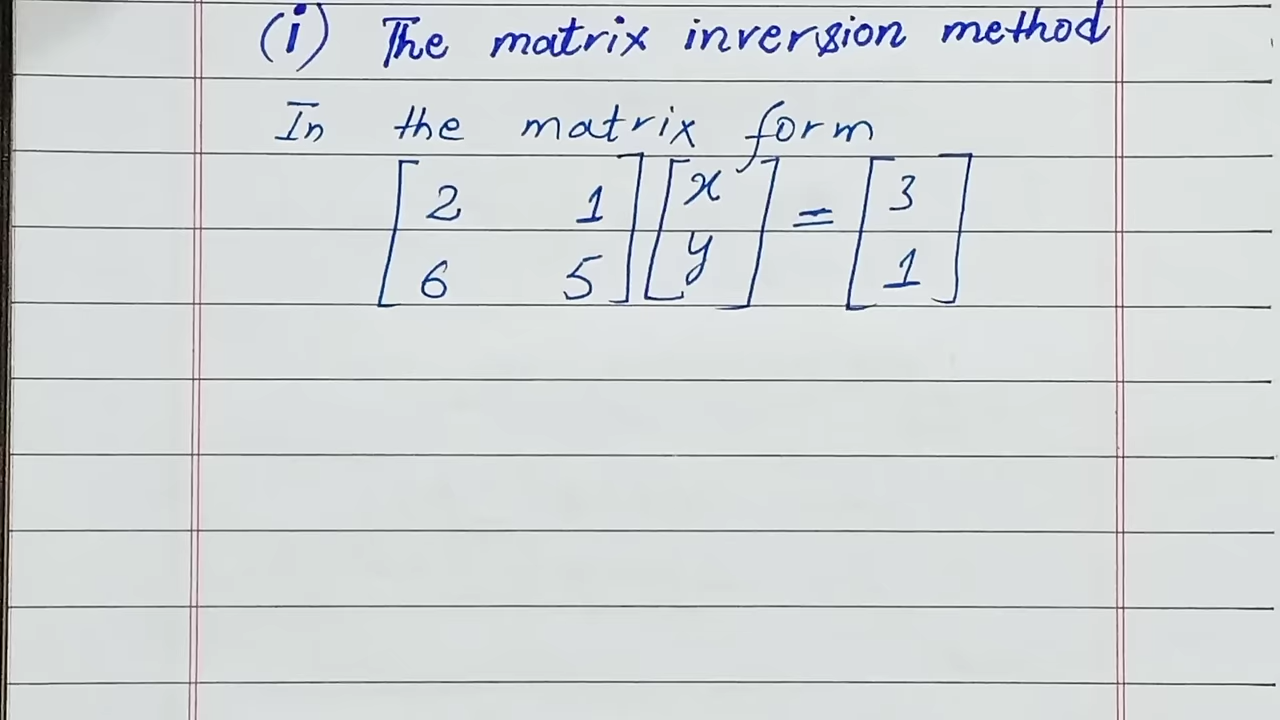 (i) The matrix inversion method
In the matrix form
[2 1] [x] = [3]
[6 5] [y] [1]